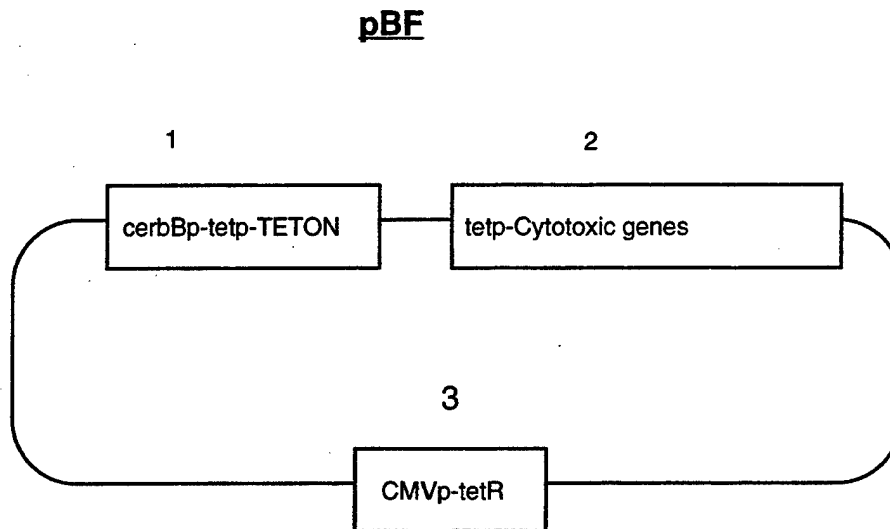 pBF
1
2
cerbBp-tetp-TETON
tetp-Cytotoxic genes
3
CMVp-tetR